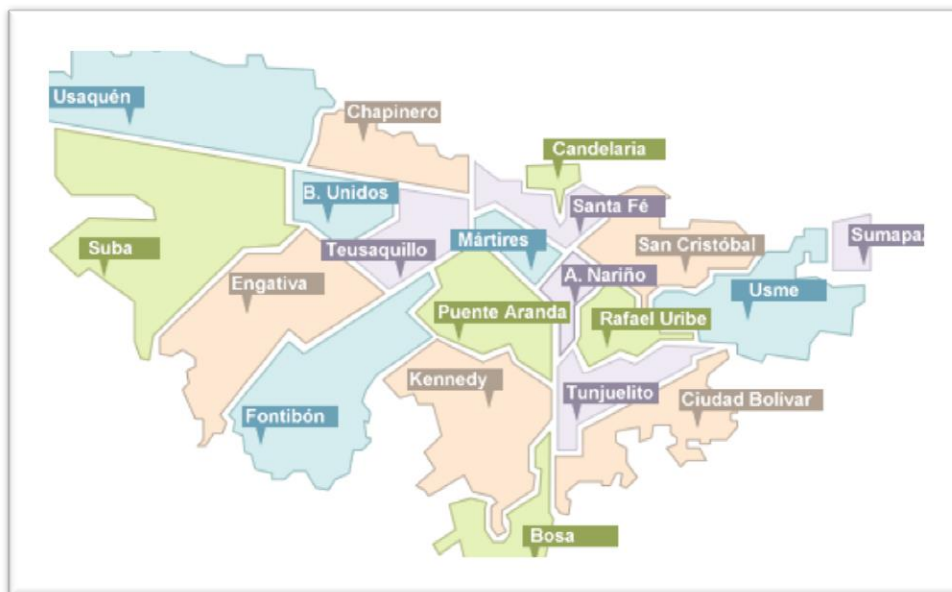 Usaquén
Chapinero
Candelaria
B. Unidos
Santa Fé
Suba
Teusaquillo
Mártires
San Cristóbal
Sumapaz
Engativa
A. Nariño
Usme
Puente Aranda
Rafael Uribe
Kennedy
Tunjuelito
Ciudad Bolivar
Fontibón
Bosa